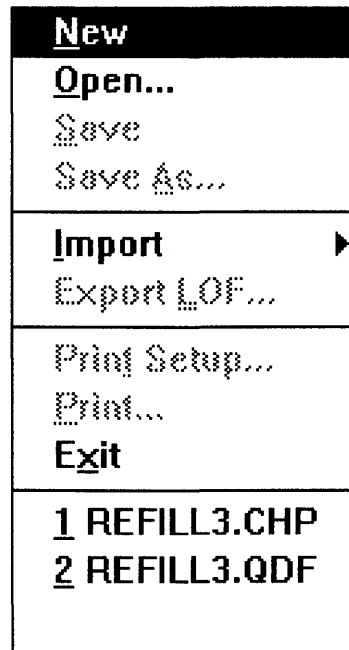 New
Open...
Save
Save As...
Import
Export LOF...
Print Setup...
Print...
Exit
1 REFILL3.CHP
2 REFILL3.QDF